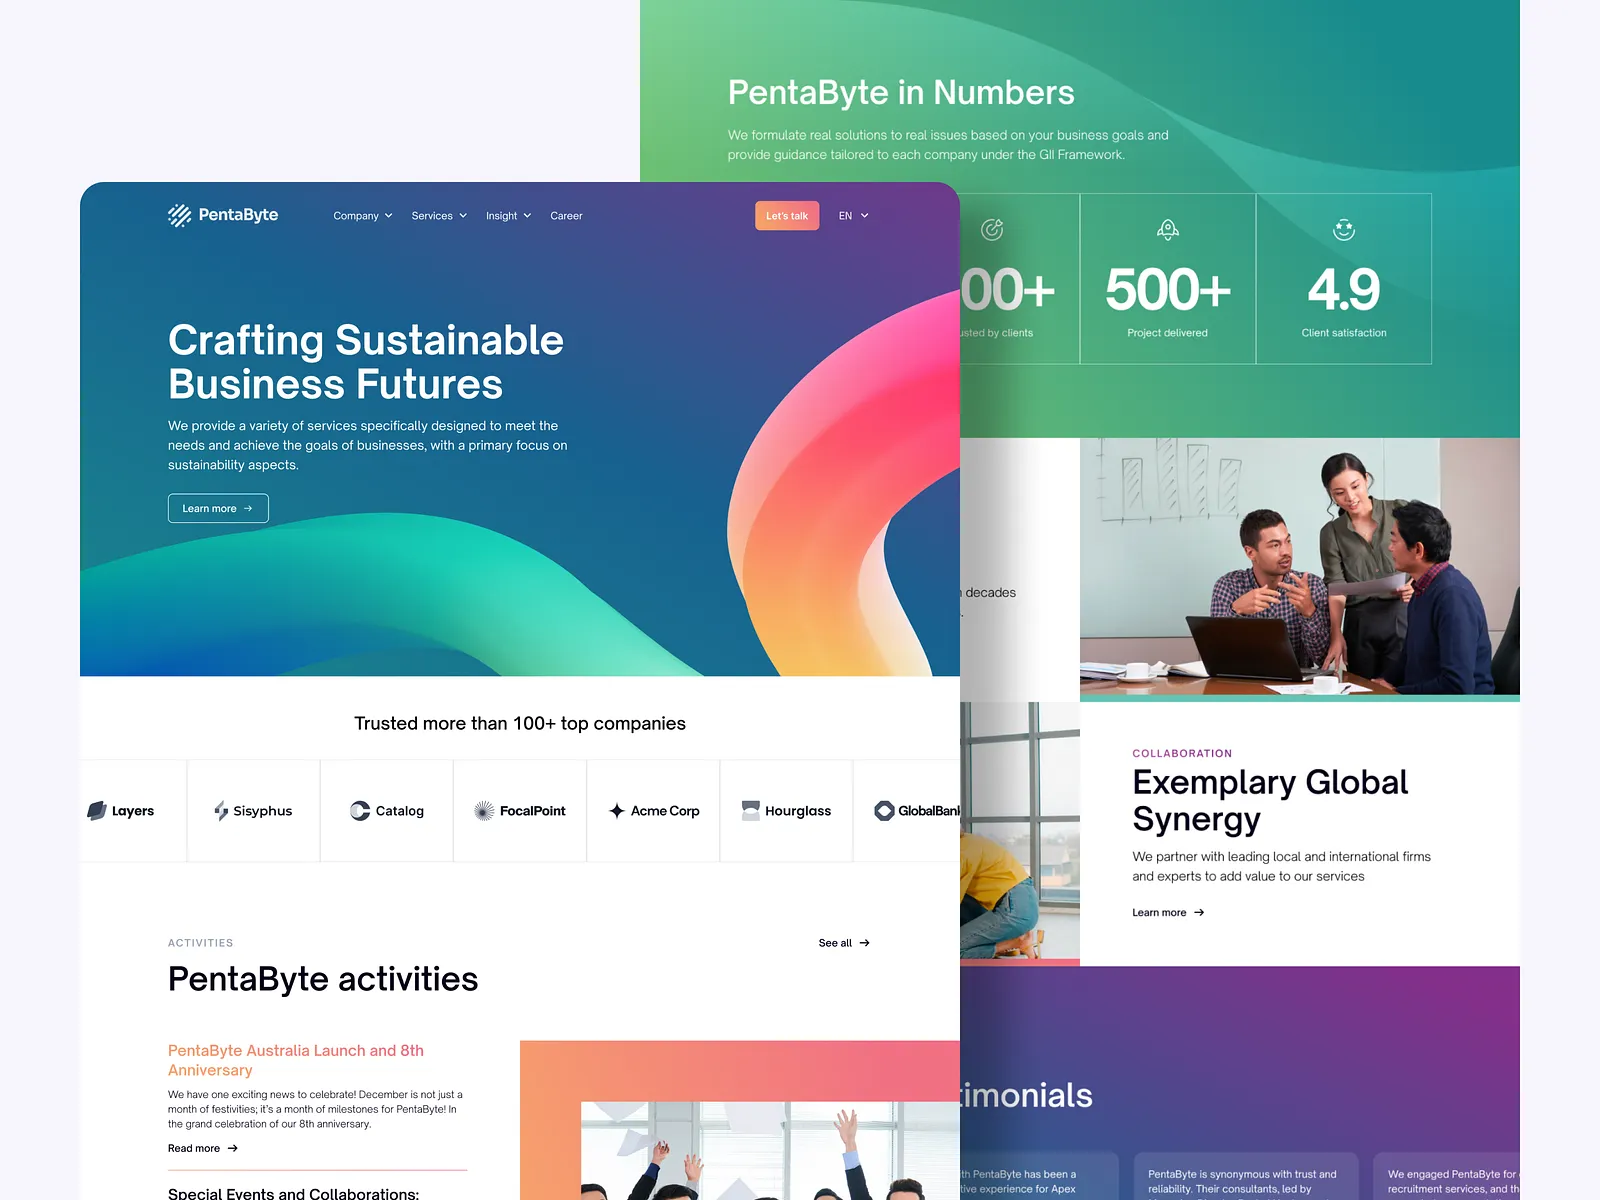 PentaByte in Numbers
We formulate real solutions to real issues based on your business goals and
provide guidance tailored to each company under the GII Framework.
00+
500+
4.9
by clients
Project delivered
Client satisfaction
PentaByte
Company
Services
Insight
Career
Let's talk
EN
Crafting Sustainable
Business Futures
We provide a variety of services specifically designed to meet the
needs and achieve the goals of businesses, with a primary focus on
sustainability aspects.
Learn more
Trusted more than 100+ top companies
Layers
Sisyphus
Catalog
FocalPoint
Acme Corp
Hourglass
GlobalBank
ACTIVITIES
See all
PentaByte activities
PentaByte Australia Launch and 8th
Anniversary
We have one exciting news to celebrate! December is not just a
month of festivities; it's a month of milestones for PentaByte! In
the grand celebration of our 8th anniversary.
Read more
Special Events and Collaborations:
decades
COLLABORATION
Exemplary Global
Synergy
We partner with leading local and international firms
and experts to add value to our services
Learn more
timonials
PentaByte has been a
experience for Apex
PentaByte is synonymous with trust and
reliability. Their consultants, led by
We engaged PentaByte for
recruitment services, and